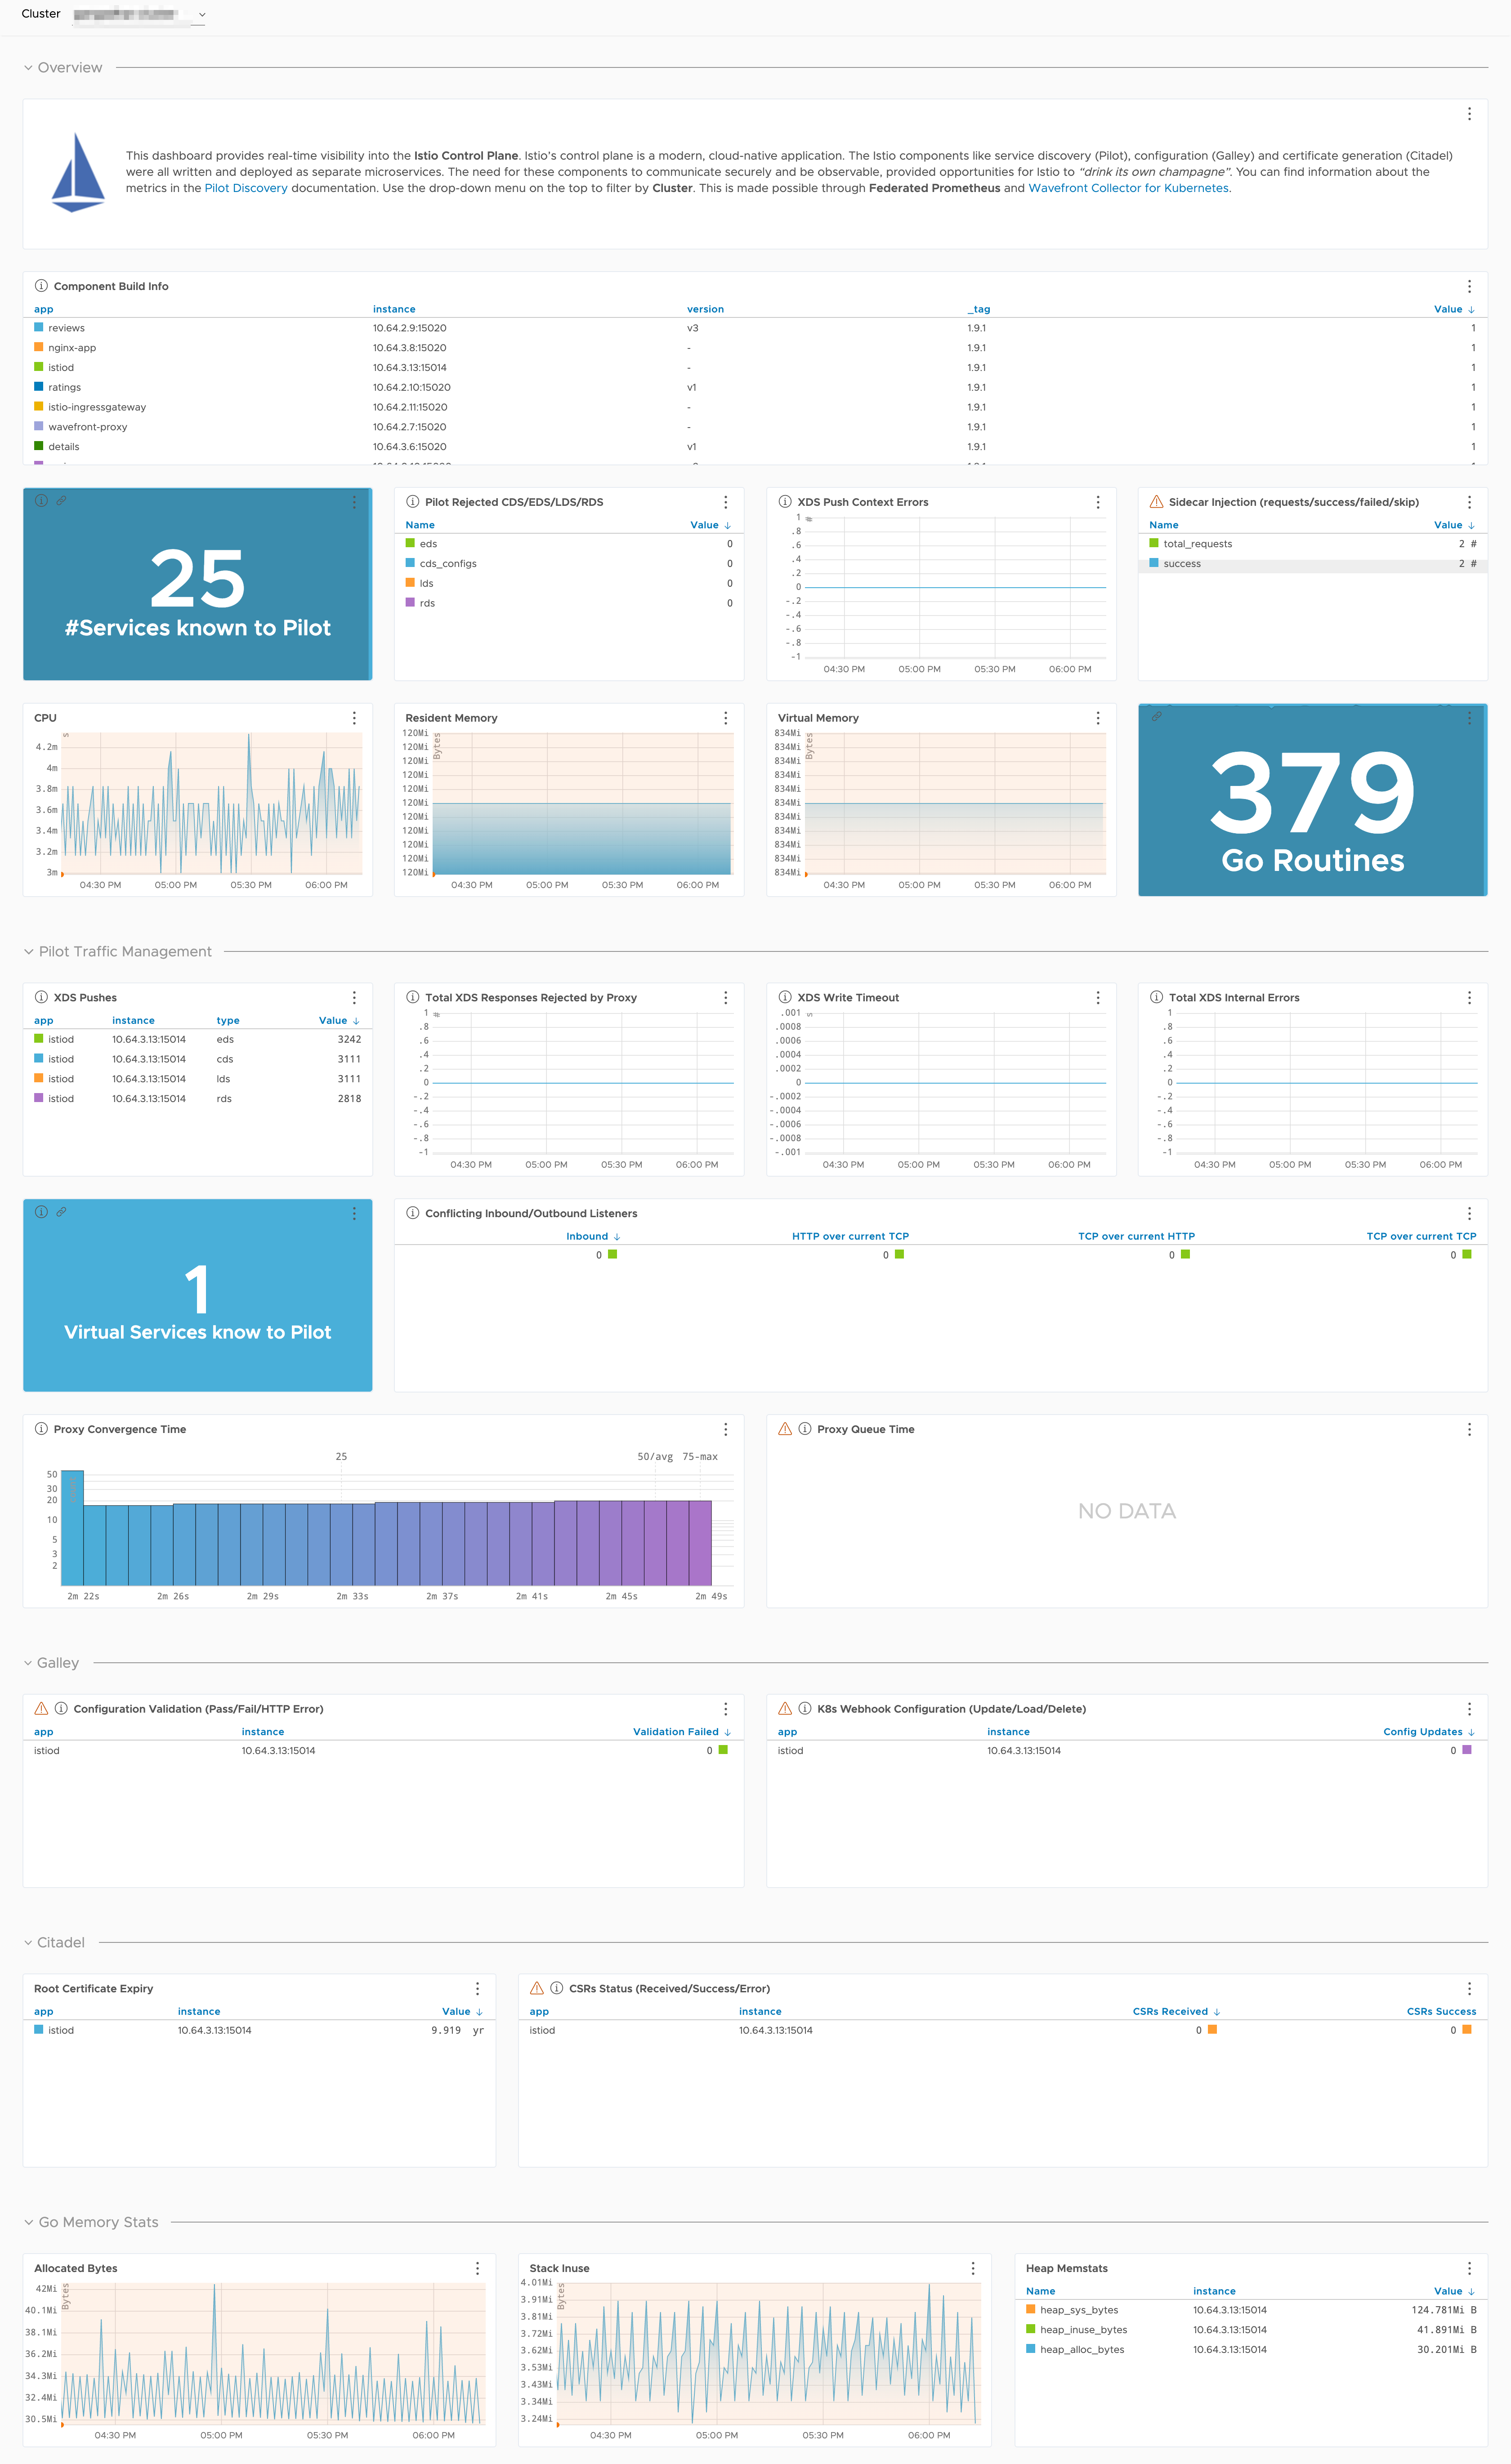 Cluster
Overview
This dashboard provides real-time visibility into the Istio Control Plane. Istio's control plane is a modern, cloud-native application. The Istio components like service discovery (Pilot), configuration (Galley) and certificate generation (Citadel)
were all written and deployed as separate microservices. The need for these components to communicate securely and be observable, provided opportunities for Istio to "drink its own champagne". You can find information about the
metrics in the Pilot Discovery documentation. Use the drop-down menu on the top to filter by Cluster. This is made possible through Federated Prometheus and Wavefront Collector for Kubernetes.
Component Build Info
app instance version _tag Value ↓
reviews 10.64.2.9:15020 v3 1.9.1 1
nginx-app 10.64.3.8:15020 - 1.9.1 1
istiod 10.64.3.13:15014 - 1.9.1 1
ratings 10.64.2.10:15020 v1 1.9.1 1
istio-ingressgateway 10.64.2.11:15020 - 1.9.1 1
wavefront-proxy 10.64.2.7:15020 - 1.9.1 1
details 10.64.3.6:15020 v1 1.9.1 1
25
#Services known to Pilot
Pilot Rejected CDS/EDS/LDS/RDS
Name Value ↓
eds 0
cds_configs 0
lds 0
rds 0
XDS Push Context Errors
#
1
.8
.6
.4
.2
0
-.2
-.4
-.6
-.8
-1
04:30 PM 05:00 PM 05:30 PM 06:00 PM
Sidecar Injection (requests/success/failed/skip)
Name Value ↓
total_requests 2 #
success 2 #
CPU
s
4.2m
4m
3.8m
3.6m
3.4m
3.2m
3m
04:30 PM 05:00 PM 05:30 PM 06:00 PM
Resident Memory
Bytes
120Mi
120Mi
120Mi
120Mi
120Mi
120Mi
120Mi
120Mi
120Mi
120Mi
120Mi
04:30 PM 05:00 PM 05:30 PM 06:00 PM
Virtual Memory
Bytes
834Mi
834Mi
834Mi
834Mi
834Mi
834Mi
834Mi
834Mi
834Mi
834Mi
834Mi
04:30 PM 05:00 PM 05:30 PM 06:00 PM
379
Go Routines
Pilot Traffic Management
XDS Pushes
app instance type Value ↓
istiod 10.64.3.13:15014 eds 3242
istiod 10.64.3.13:15014 cds 3111
istiod 10.64.3.13:15014 lds 3111
istiod 10.64.3.13:15014 rds 2818
Total XDS Responses Rejected by Proxy
#
1
.8
.6
.4
.2
0
-.2
-.4
-.6
-.8
-1
04:30 PM 05:00 PM 05:30 PM 06:00 PM
XDS Write Timeout
s
.001
.0008
.0006
.0004
.0002
0
-.0002
-.0004
-.0006
-.0008
-.001
04:30 PM 05:00 PM 05:30 PM 06:00 PM
Total XDS Internal Errors
1
.8
.6
.4
.2
0
-.2
-.4
-.6
-.8
-1
04:30 PM 05:00 PM 05:30 PM 06:00 PM
1
Virtual Services know to Pilot
Conflicting Inbound/Outbound Listeners
Inbound ↓ HTTP over current TCP TCP over current HTTP TCP over current TCP
0 0 0 0
Proxy Convergence Time
25 50/avg 75-max
50
30
20
10
5
3
2
2m 22s 2m 26s 2m 29s 2m 33s 2m 37s 2m 41s 2m 45s 2m 49s
Proxy Queue Time
NO DATA
Galley
Configuration Validation (Pass/Fail/HTTP Error)
app instance Validation Failed ↓
istiod 10.64.3.13:15014 0
K8s Webhook Configuration (Update/Load/Delete)
app instance Config Updates ↓
istiod 10.64.3.13:15014 0
Citadel
Root Certificate Expiry
app instance Value ↓
istiod 10.64.3.13:15014 9.919 yr
CSRs Status (Received/Success/Error)
app instance CSRs Received ↓ CSRs Success
istiod 10.64.3.13:15014 0 0
Go Memory Stats
Allocated Bytes
Bytes
42Mi
40.1Mi
38.1Mi
36.2Mi
34.3Mi
32.4Mi
30.5Mi
04:30 PM 05:00 PM 05:30 PM 06:00 PM
Stack Inuse
Bytes
4.01Mi
3.91Mi
3.81Mi
3.72Mi
3.62Mi
3.53Mi
3.43Mi
3.34Mi
3.24Mi
04:30 PM 05:00 PM 05:30 PM 06:00 PM
Heap Memstats
Name instance Value ↓
heap_sys_bytes 10.64.3.13:15014 124.781Mi B
heap_inuse_bytes 10.64.3.13:15014 41.891Mi B
heap_alloc_bytes 10.64.3.13:15014 30.201Mi B